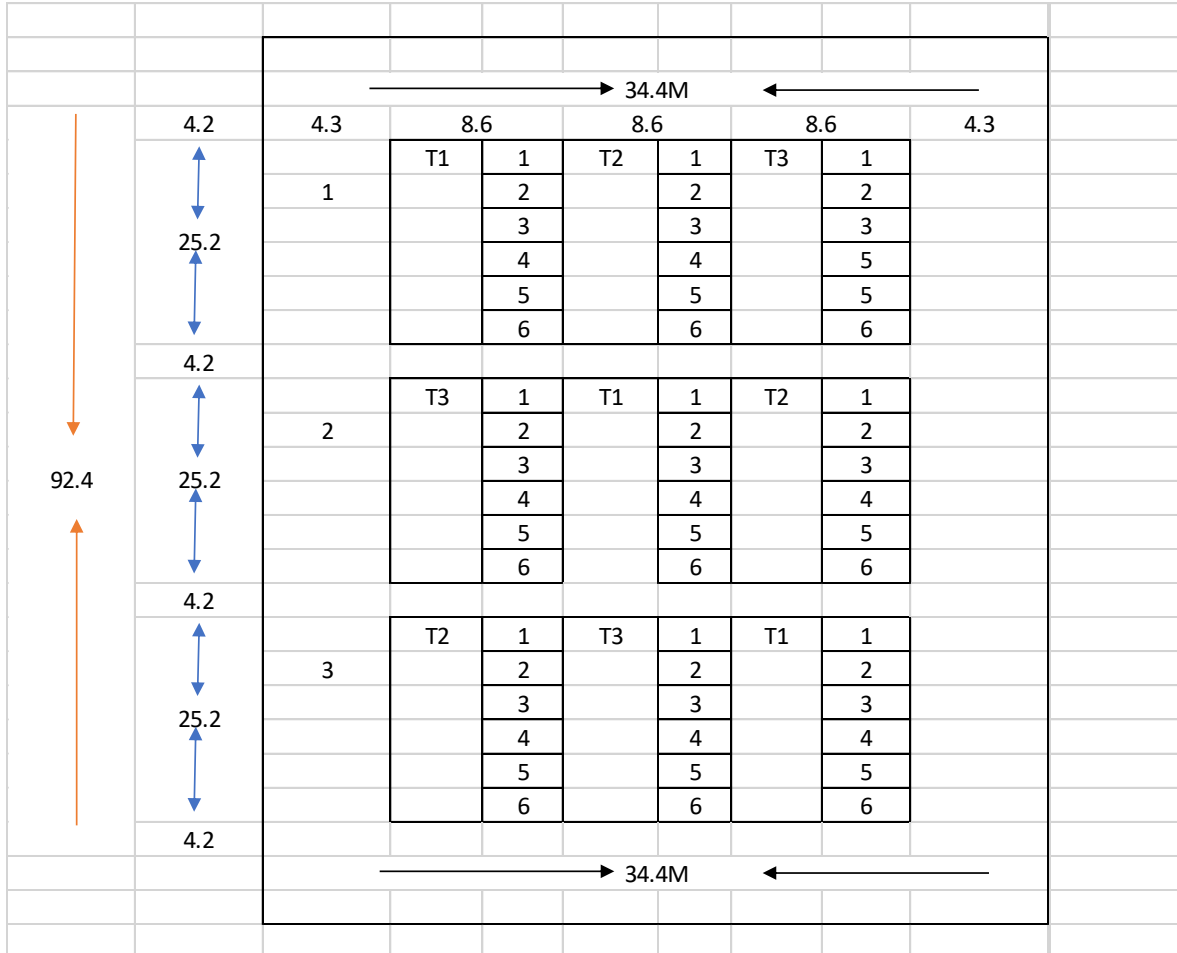 34.4M
4.2 4.3 8.6 8.6 8.6 4.3
T1 1 T2 1 T3 1
1 2 2 2
3 3 3
25.2
4 4 5
5 5 5
6 6 6
4.2
T3 1 T1 1 T2 1
2 2 2 2
3 3 3
92.4 25.2
4 4 4
5 5 5
6 6 6
4.2
T2 1 T3 1 T1 1
3 2 2 2
3 3 3
25.2
4 4 4
5 5 5
6 6 6
4.2
34.4M